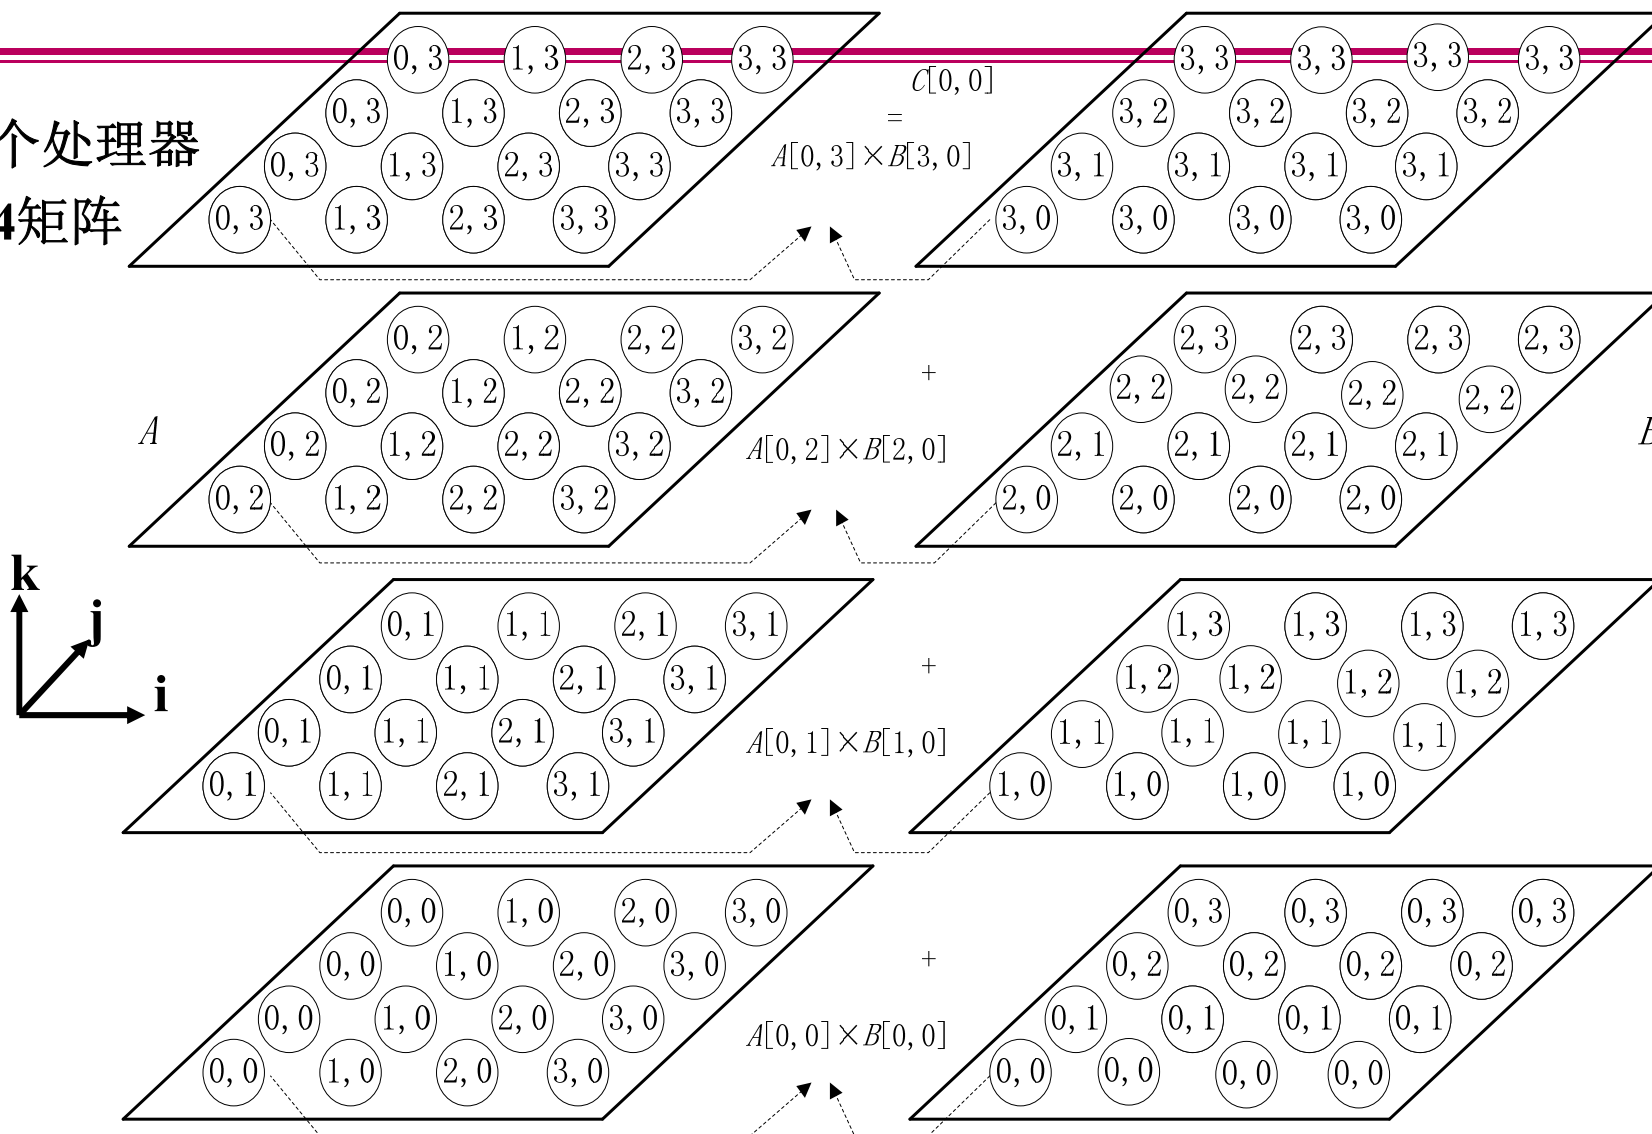 0,3 1,3 2,3 3,3
0,3 1,3 2,3 3,3
0,3 1,3 2,3 3,3
0,3 1,3 2,3 3,3
个处理器
4矩阵
C[0,0]
=
A[0,3]×B[3,0]
3,3 3,3 3,3 3,3
3,2 3,2 3,2 3,2
3,1 3,1 3,1 3,1
3,0 3,0 3,0 3,0
0,2 1,2 2,2 3,2
0,2 1,2 2,2 3,2
0,2 1,2 2,2 3,2
0,2 1,2 2,2 3,2
A
+
A[0,2]×B[2,0]
2,3 2,3 2,3 2,3
2,2 2,2 2,2 2,2
2,1 2,1 2,1 2,1
2,0 2,0 2,0 2,0
k
j
i
0,1 1,1 2,1 3,1
0,1 1,1 2,1 3,1
0,1 1,1 2,1 3,1
0,1 1,1 2,1 3,1
+
A[0,1]×B[1,0]
1,3 1,3 1,3 1,3
1,2 1,2 1,2 1,2
1,1 1,1 1,1 1,1
1,0 1,0 1,0 1,0
0,0 1,0 2,0 3,0
0,0 1,0 2,0 3,0
0,0 1,0 2,0 3,0
0,0 1,0 2,0 3,0
+
A[0,0]×B[0,0]
0,3 0,3 0,3 0,3
0,2 0,2 0,2 0,2
0,1 0,1 0,1 0,1
0,0 0,0 0,0 0,0